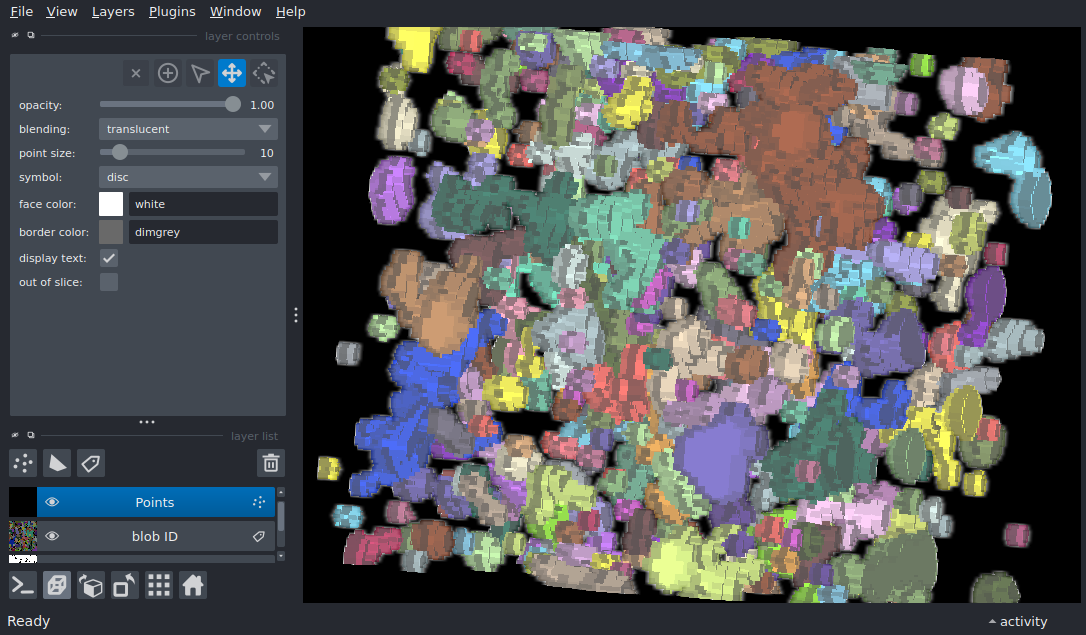 File View Layers Plugins Window Help
layer controls
opacity: 1.00
blending: translucent
point size: 10
symbol: disc
face color: white
border color: dimgrey
display text:
out of slice:
layer list
Points
blob ID
Ready activity